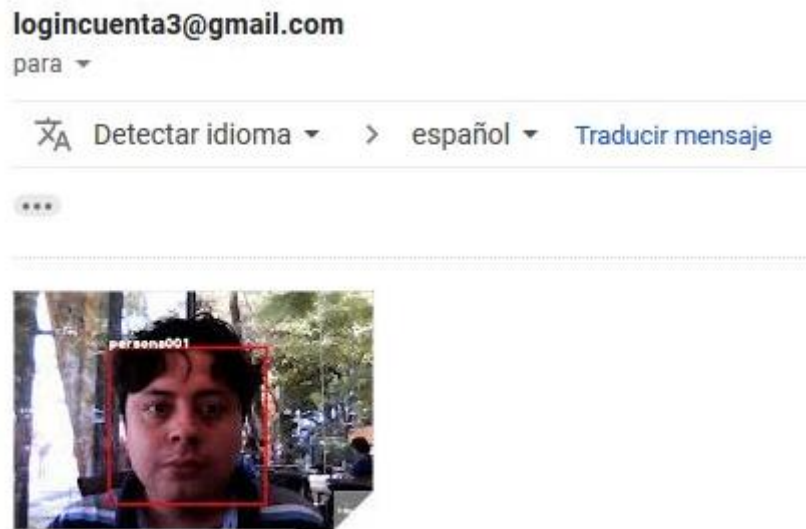 logincuenta3@gmail.com
para
Detectar idioma > español Traducir mensaje
persona001